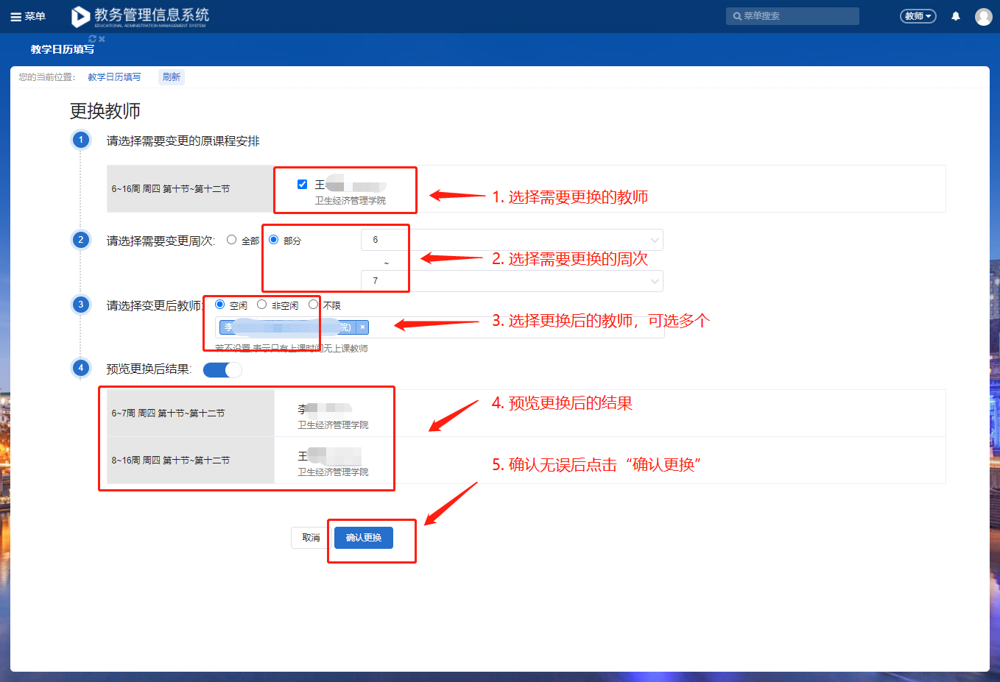 菜单
教务管理信息系统
EDUCATIONAL ADMINISTRATION MANAGEMENT SYSTEM
菜单搜索
教师
教学日历填写
您的当前位置：
教学日历填写
刷新
更换教师
1
请选择需要变更的原课程安排
6~16周 周四 第十节~第十二节
王
卫生经济管理学院
1. 选择需要更换的教师
2
请选择需要变更周次:
全部
部分
6
~
7
2. 选择需要更换的周次
3
请选择变更后教师:
空闲
非空闲
不限
李
院)
×
3. 选择更换后的教师，可选多个
若不设置,表示只有上课时间无上课教师
4
预览更换后结果:
6~7周 周四 第十节~第十二节
李
卫生经济管理学院
4. 预览更换后的结果
8~16周 周四 第十节~第十二节
王
卫生经济管理学院
5. 确认无误后点击“确认更换”
取消
确认更换